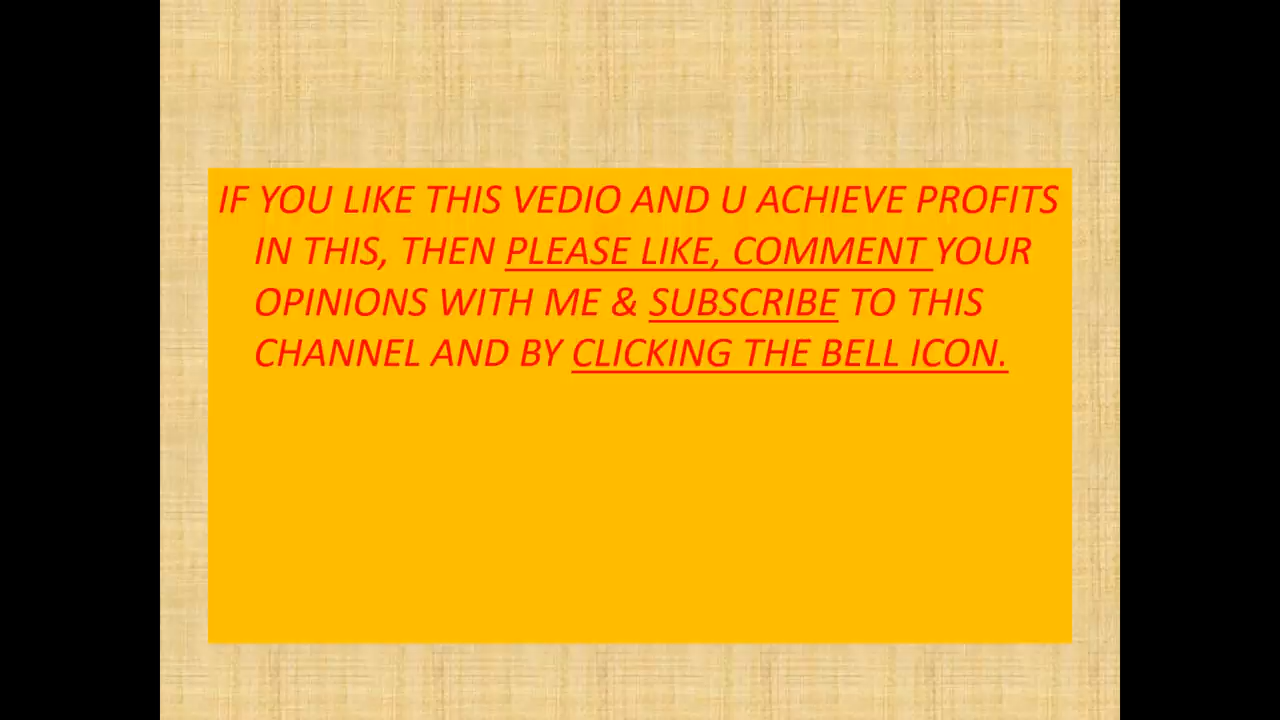 IF YOU LIKE THIS VEDIO AND U ACHIEVE PROFITS
IN THIS, THEN PLEASE LIKE, COMMENT YOUR
OPINIONS WITH ME & SUBSCRIBE TO THIS
CHANNEL AND BY CLICKING THE BELL ICON.